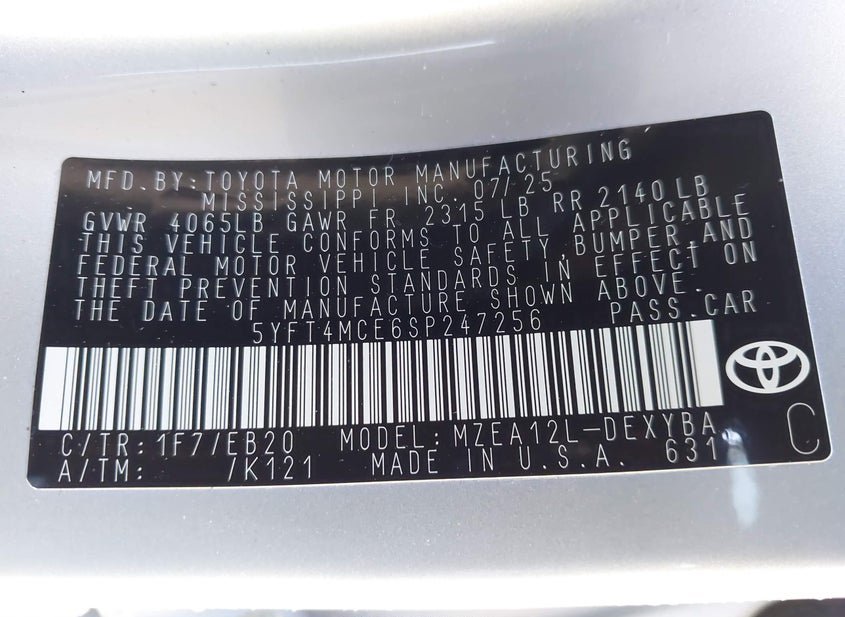 MFD.BY:TOYOTA MOTOR MANUFACTURING
MISSISSIPPI INC. 07/25
GVWR 4065LB GAWR FR 2315 LB RR 2140LB
THIS VEHICLE CONFORMS TO ALL APPLICABLE
FEDERAL MOTOR VEHICLE SAFETY,BUMPER,AND
THEFT PREVENTION STANDARDS IN EFFECT ON
THE DATE OF MANUFACTURE SHOWN ABOVE.
5YFT4MCE6SP247256 PASS.CAR
C/TR:1F7/EB20 MODEL:MZEA12L-DEXYBA
A/TM: /K121 MADE IN U.S.A. 631
C